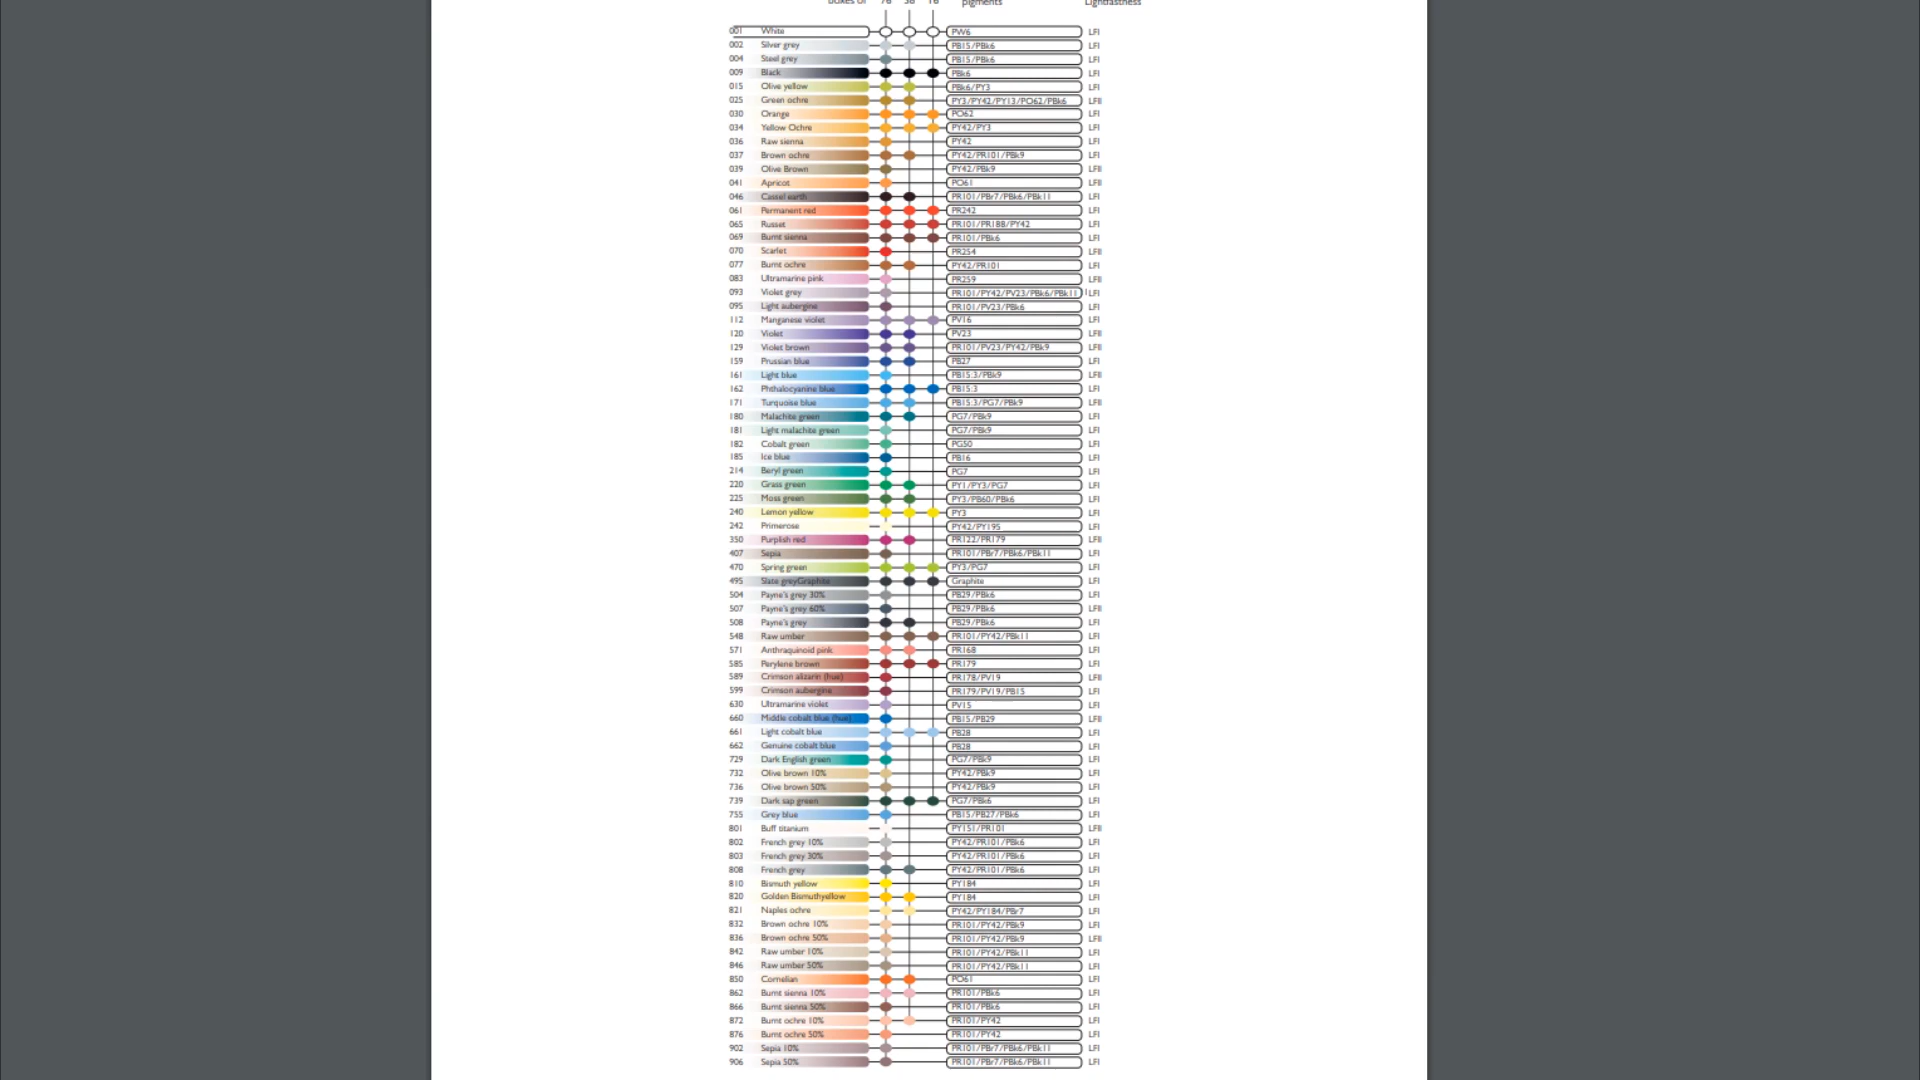 boxes of 76 38 16 pigments Lightfastness
001 White PW6 LFI
002 Silver grey PB15/PBk6 LFI
004 Steel grey PB15/PBk6 LFI
009 Black PBk6 LFI
015 Olive yellow PBk6/PY3 LFI
025 Green ochre PY3/PY42/PY13/PO62/PBk6 LFII
030 Orange PO62 LFI
034 Yellow Ochre PY42/PY3 LFI
036 Raw sienna PY42 LFI
037 Brown ochre PY42/PR101/PBk9 LFI
039 Olive Brown PY42/PBk9 LFII
041 Apricot PO61 LFII
046 Cassel earth PR101/PBr7/PBk6/PBk11 LFI
061 Permanent red PR242 LFI
065 Russet PR101/PR188/PY42 LFI
069 Burnt sienna PR101/PBk6 LFI
070 Scarlet PR254 LFII
077 Burnt ochre PY42/PR101 LFI
083 Ultramarine pink PR259 LFII
093 Violet grey PR101/PY42/PV23/PBk6/PBk11 LFI
095 Light aubergine PR101/PV23/PBk6 LFI
112 Manganese violet PV16 LFI
120 Violet PV23 LFII
129 Violet brown PR101/PV23/PY42/PBk9 LFII
159 Prussian blue PB27 LFI
161 Light blue PB15:3/PBk9 LFII
162 Phthalocyanine blue PB15:3 LFI
171 Turquoise blue PB15:3/PG7/PBk9 LFII
180 Malachite green PG7/PBk9 LFI
181 Light malachite green PG7/PBk9 LFI
182 Cobalt green PG50 LFI
185 Ice blue PB16 LFI
214 Beryl green PG7 LFI
220 Grass green PY1/PY3/PG7 LFI
225 Moss green PY3/PB60/PBk6 LFI
240 Lemon yellow PY3 LFI
242 Primerose PY42/PY195 LFI
350 Purplish red PR122/PR179 LFII
407 Sepia PR101/PBr7/PBk6/PBk11 LFI
470 Spring green PY3/PG7 LFI
495 Slate greyGraphite Graphite LFI
504 Payne's grey 30% PB29/PBk6 LFI
507 Payne's grey 60% PB29/PBk6 LFII
508 Payne's grey PB29/PBk6 LFI
548 Raw umber PR101/PY42/PBk11 LFI
571 Anthraquinoid pink PR168 LFI
585 Perylene brown PR179 LFI
589 Crimson alizarin (hue) PR178/PV19 LFII
599 Crimson aubergine PR179/PV19/PB15 LFI
630 Ultramarine violet PV15 LFI
660 Middle cobalt blue (hue) PB15/PB29 LFII
661 Light cobalt blue PB28 LFI
662 Genuine cobalt blue PB28 LFI
729 Dark English green PG7/PBk9 LFI
732 Olive brown 10% PY42/PBk9 LFI
736 Olive brown 50% PY42/PBk9 LFI
739 Dark sap green PG7/PBk6 LFI
755 Grey blue PB15/PB27/PBk6 LFI
801 Buff titanium PY151/PR101 LFII
802 French grey 10% PY42/PR101/PBk6 LFI
803 French grey 30% PY42/PR101/PBk6 LFI
808 French grey PY42/PR101/PBk6 LFI
810 Bismuth yellow PY184 LFI
820 Golden Bismuthyellow PY184 LFI
821 Naples ochre PY42/PY184/PBr7 LFI
832 Brown ochre 10% PR101/PY42/PBk9 LFI
836 Brown ochre 50% PR101/PY42/PBk9 LFII
842 Raw umber 10% PR101/PY42/PBk11 LFI
846 Raw umber 50% PR101/PY42/PBk11 LFI
850 Cornelian PO61 LFI
862 Burnt sienna 10% PR101/PBk6 LFI
866 Burnt sienna 50% PR101/PBk6 LFI
872 Burnt ochre 10% PR101/PY42 LFI
876 Burnt ochre 50% PR101/PY42 LFI
902 Sepia 10% PR101/PBr7/PBk6/PBk11 LFI
906 Sepia 50% PR101/PBr7/PBk6/PBk11 LFI